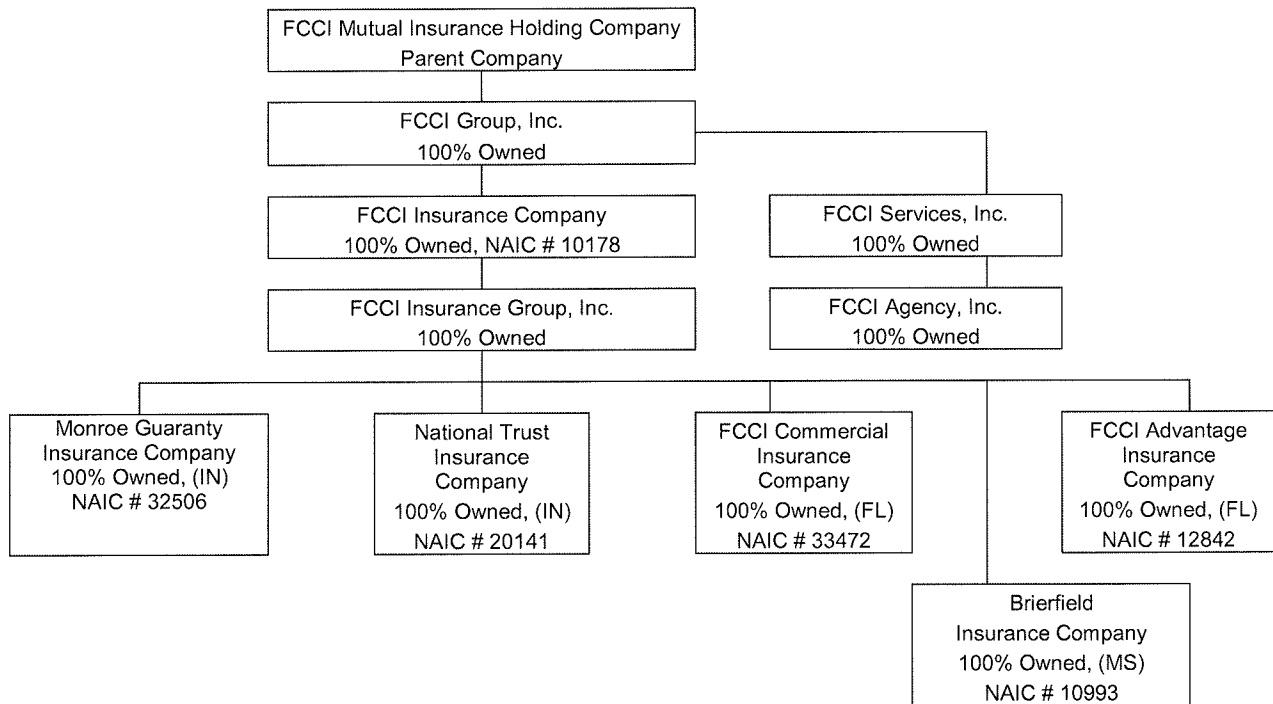 FCCI Mutual Insurance Holding Company
Parent Company
FCCI Group, Inc.
100% Owned
FCCI Insurance Company
100% Owned, NAIC # 10178
FCCI Services, Inc.
100% Owned
FCCI Insurance Group, Inc.
100% Owned
FCCI Agency, Inc.
100% Owned
Monroe Guaranty
Insurance Company
100% Owned, (IN)
NAIC # 32506
National Trust
Insurance
Company
100% Owned, (IN)
NAIC # 20141
FCCI Commercial
Insurance
Company
100% Owned, (FL)
NAIC # 33472
FCCI Advantage
Insurance
Company
100% Owned, (FL)
NAIC # 12842
Brierfield
Insurance Company
100% Owned, (MS)
NAIC # 10993